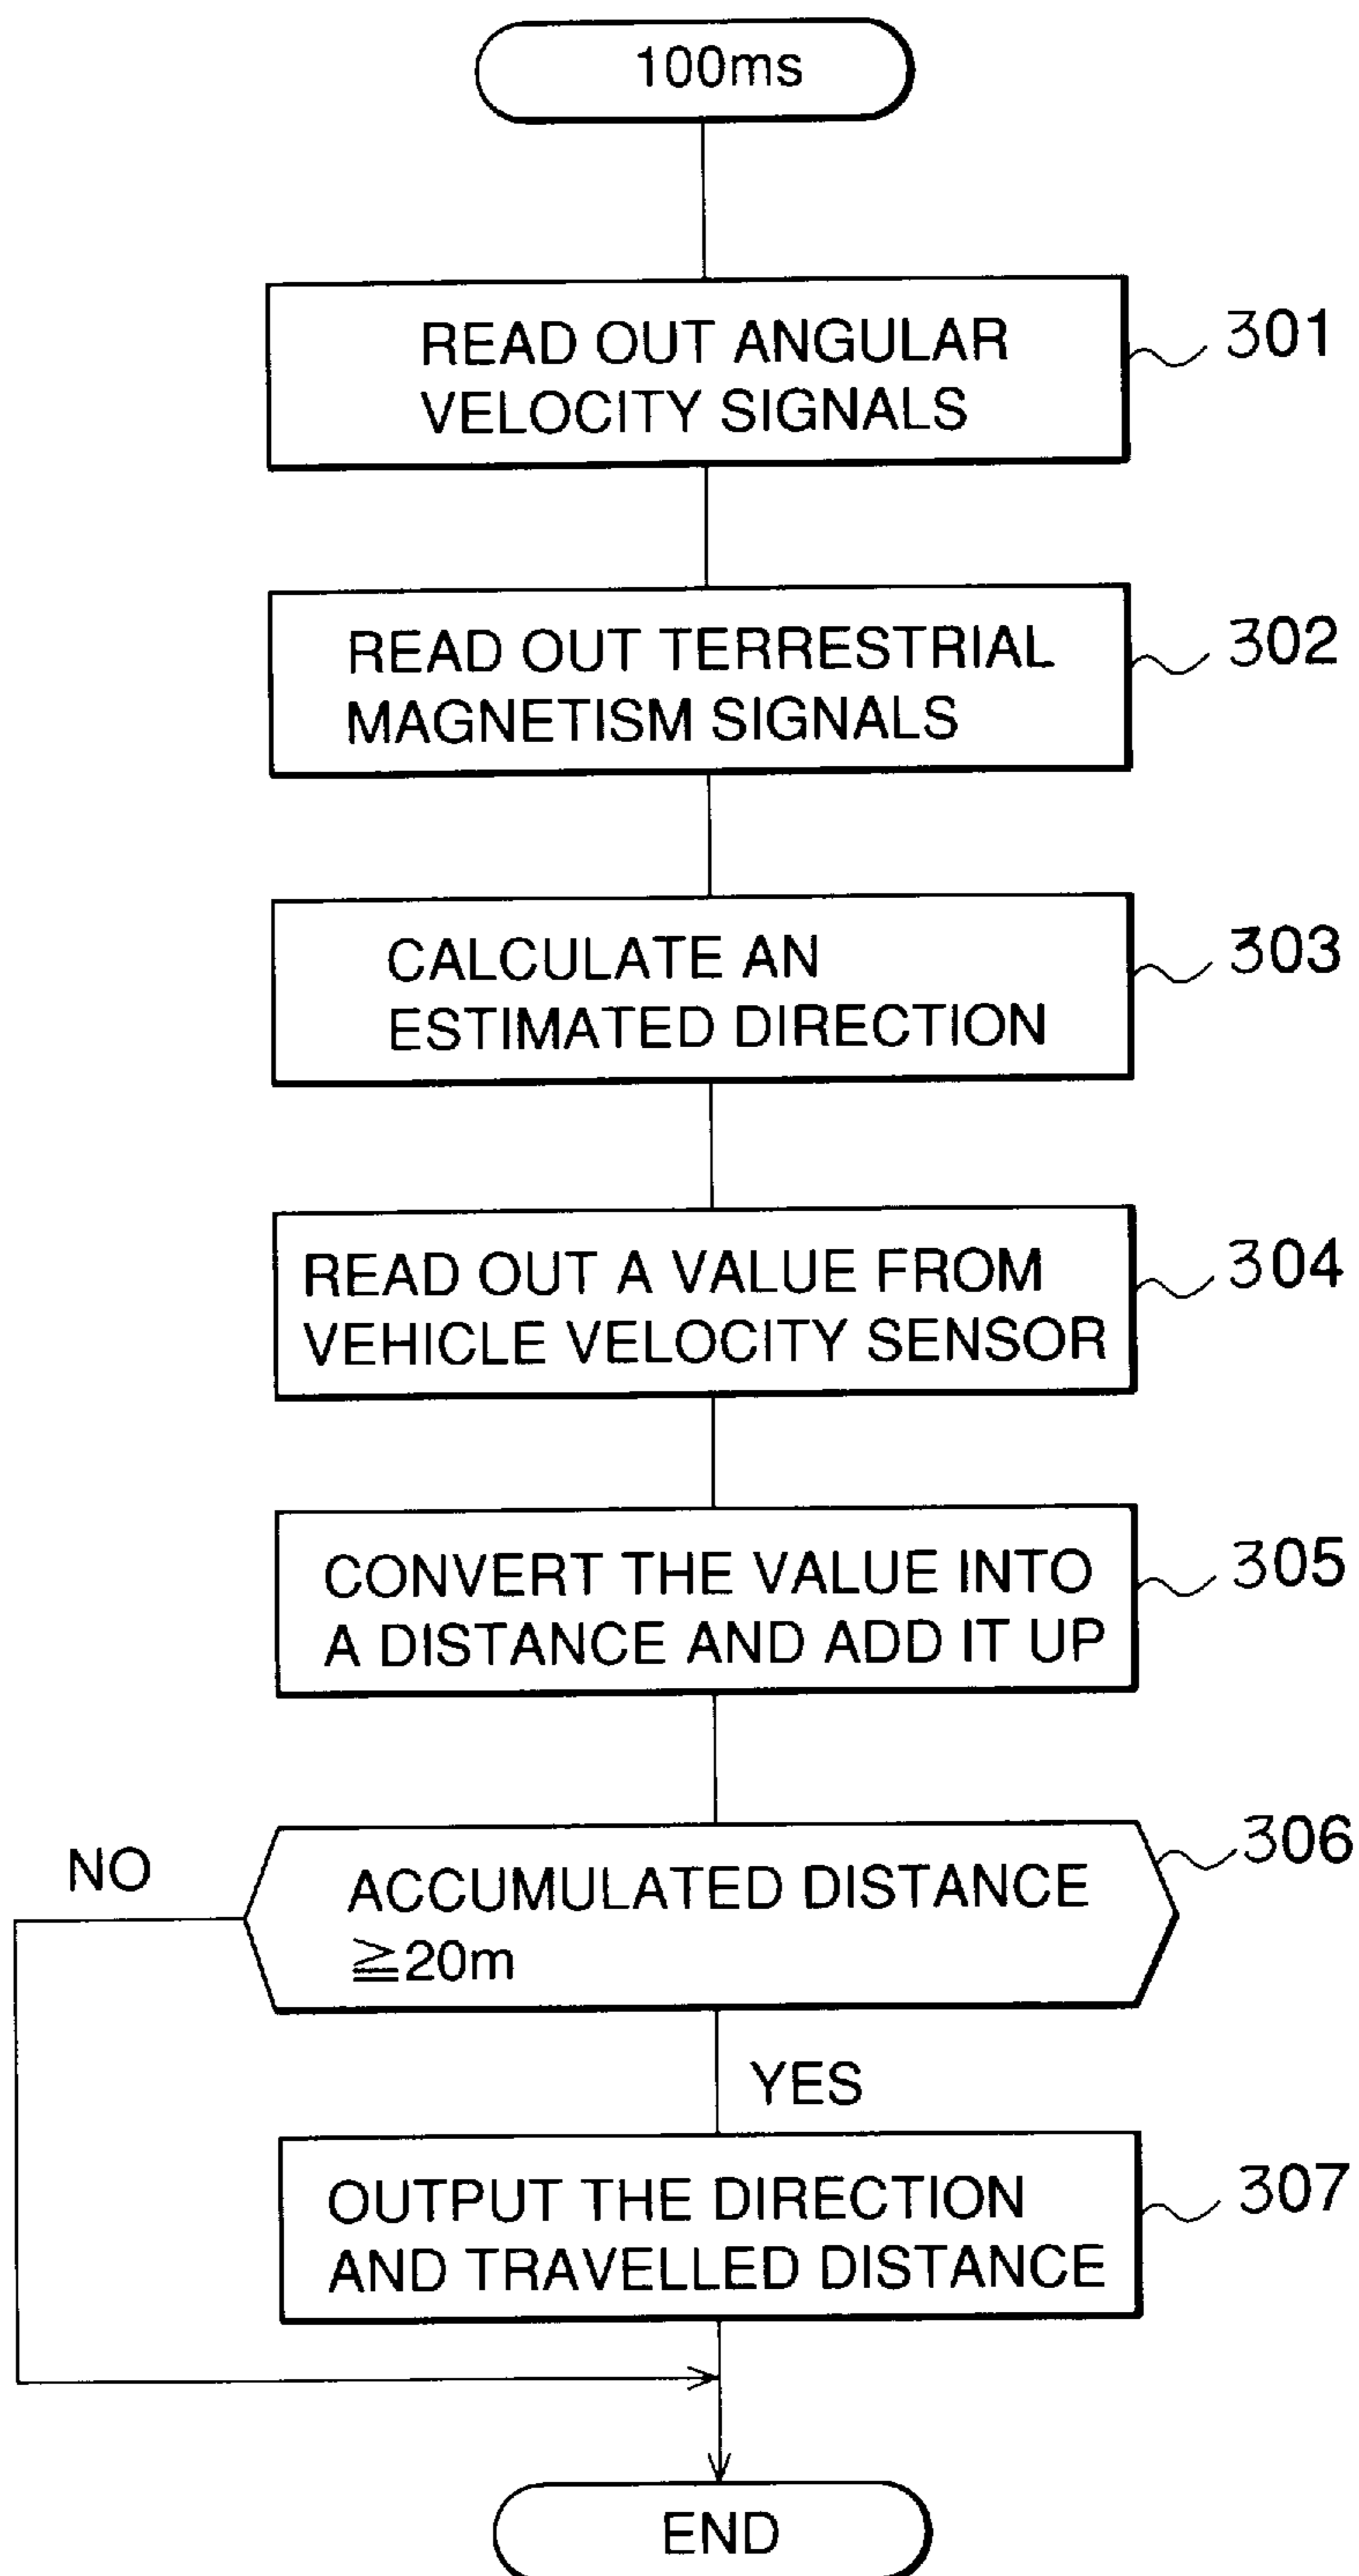 100ms
READ OUT ANGULAR
VELOCITY SIGNALS
301
READ OUT TERRESTRIAL
MAGNETISM SIGNALS
302
CALCULATE AN
ESTIMATED DIRECTION
303
READ OUT A VALUE FROM
VEHICLE VELOCITY SENSOR
304
CONVERT THE VALUE INTO
A DISTANCE AND ADD IT UP
305
NO
ACCUMULATED DISTANCE
≧20m
306
YES
OUTPUT THE DIRECTION
AND TRAVELLED DISTANCE
307
END